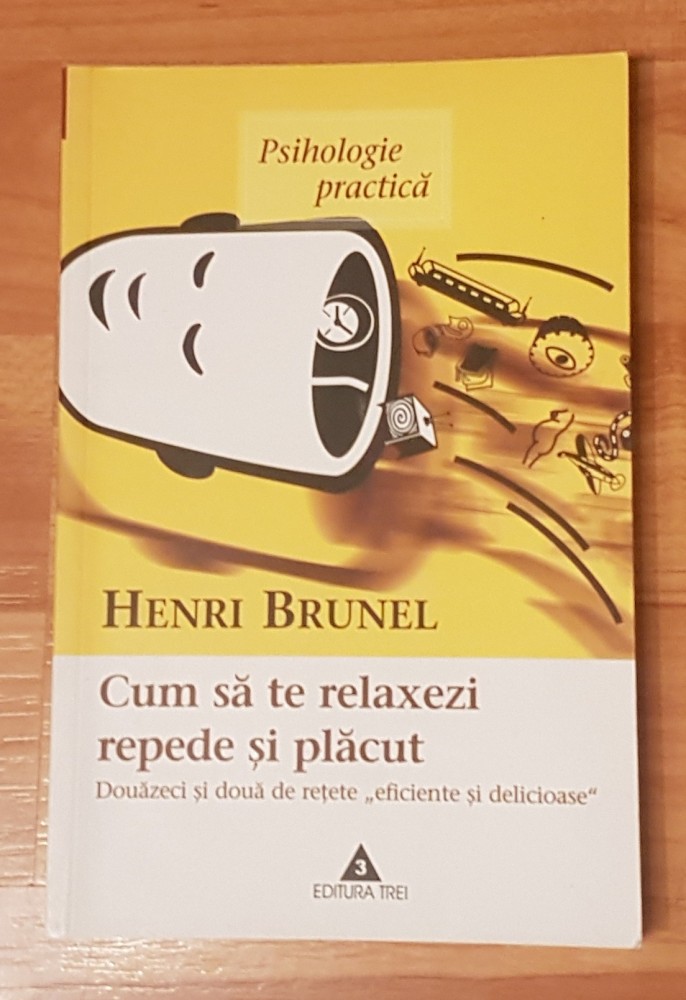 Psihologie
practică
HENRI BRUNEL
Cum să te relaxezi
repede și plăcut
Douăzeci și două de rețete „eficiente și delicioase“
3
EDITURA TREI